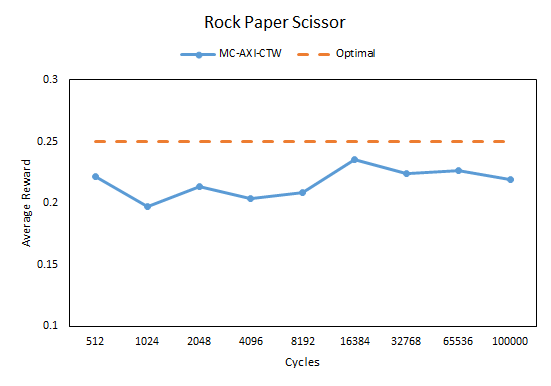 Rock Paper Scissor
MC-AXI-CTW Optimal
0.3
0.25
0.2
0.15
0.1
Average Reward
512 1024 2048 4096 8192 16384 32768 65536 100000
Cycles